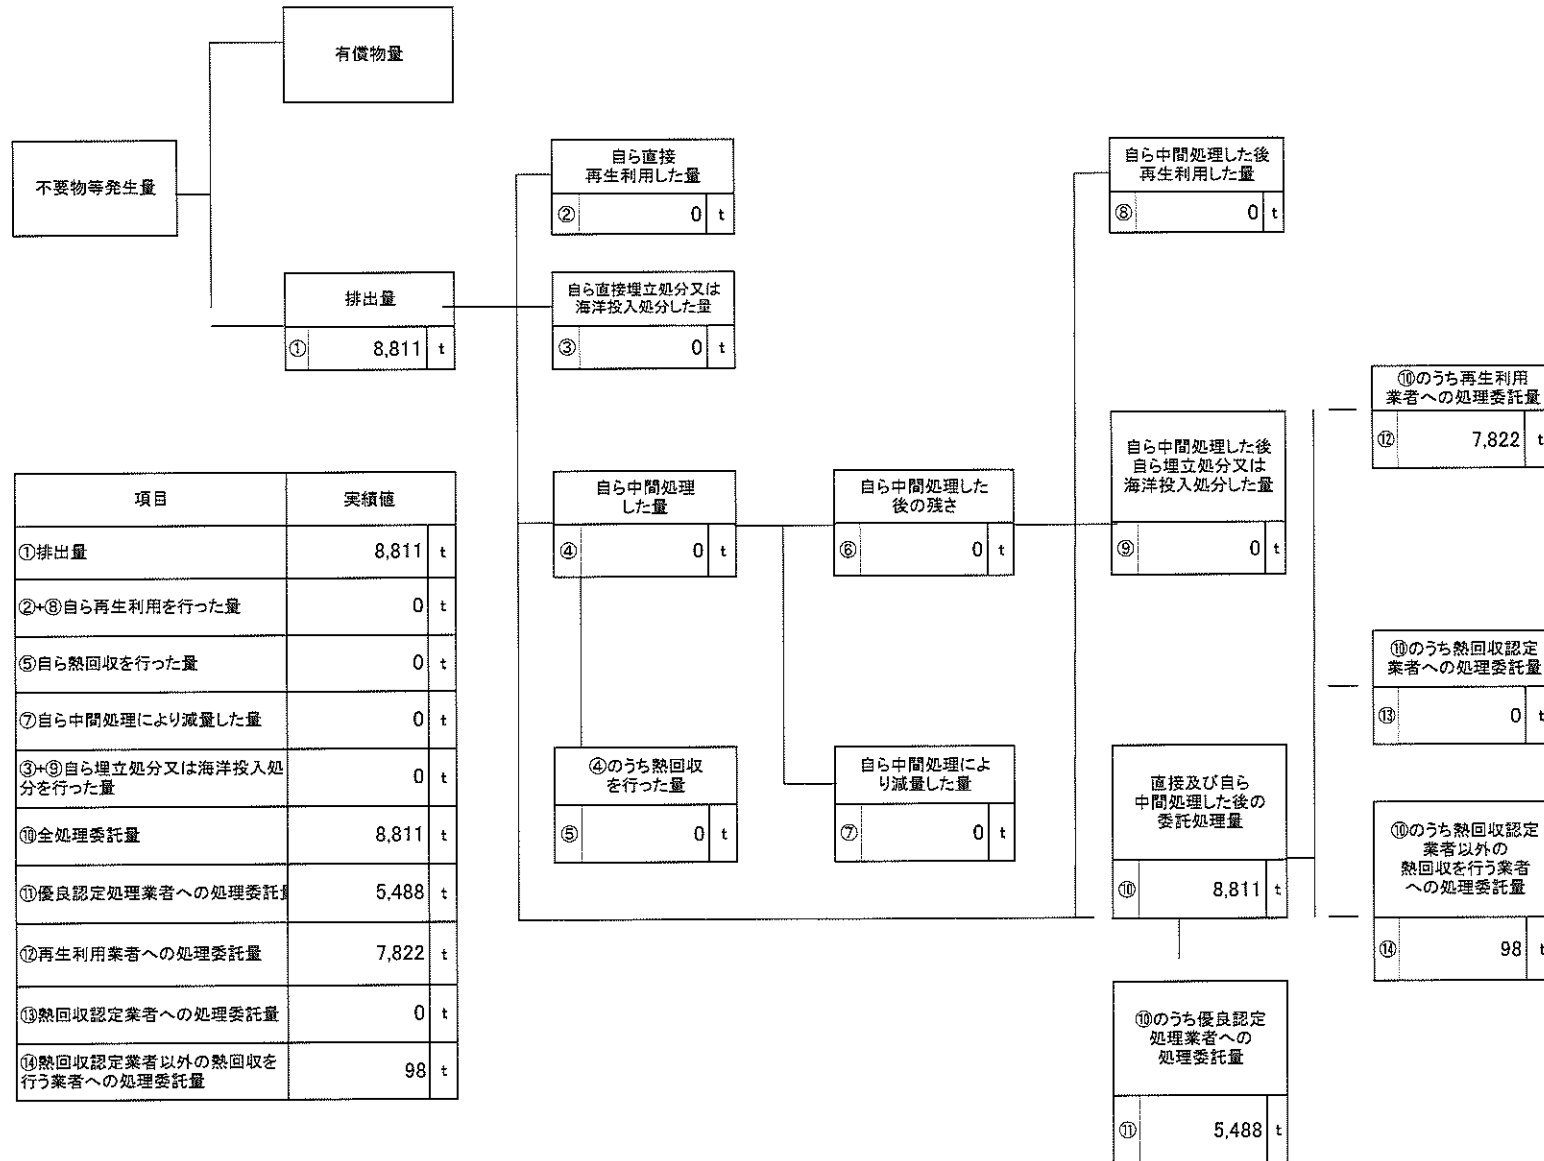 有償物量
不要物等発生量
排出量
① 8,811 t
自ら直接
再生利用した量
② 0 t
自ら直接埋立処分又は
海洋投入処分した量
③ 0 t
自ら中間処理
した量
④ 0 t
④のうち熱回収
を行った量
⑤ 0 t
自ら中間処理した
後の残さ
⑥ 0 t
自ら中間処理によ
り減量した量
⑦ 0 t
自ら中間処理した後
再生利用した量
⑧ 0 t
自ら中間処理した後
自ら埋立処分又は
海洋投入処分した量
⑨ 0 t
直接及び自ら
中間処理した後の
委託処理量
⑩ 8,811 t
⑩のうち優良認定
処理業者への
処理委託量
⑪ 5,488 t
⑩のうち再生利用
業者への処理委託量
⑫ 7,822 t
⑩のうち熱回収認定
業者への処理委託量
⑬ 0 t
⑩のうち熱回収認定
業者以外の
熱回収を行う業者
への処理委託量
⑭ 98 t
項目 実績値
①排出量 8,811 t
②+⑧自ら再生利用を行った量 0 t
⑤自ら熱回収を行った量 0 t
⑦自ら中間処理により減量した量 0 t
③+⑨自ら埋立処分又は海洋投入処
分を行った量 0 t
⑩全処理委託量 8,811 t
⑪優良認定処理業者への処理委託 5,488 t
⑫再生利用業者への処理委託量 7,822 t
⑬熱回収認定業者への処理委託量 0 t
⑭熱回収認定業者以外の熱回収を
行う業者への処理委託量 98 t